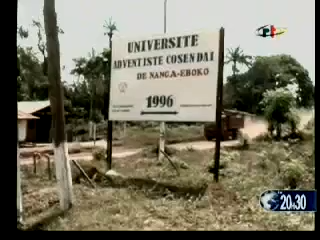 UNIVERSITE
ADVENTISTE COSENDAI
DE NANGA-EBOKO
1996
20:30